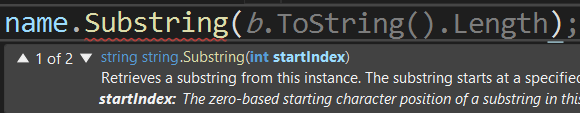 name.Substring(b.ToString().Length);
▲ 1 of 2 ▼ string string.Substring(int startIndex)
Retrieves a substring from this instance. The substring starts at a specified
startIndex: The zero-based starting character position of a substring in this